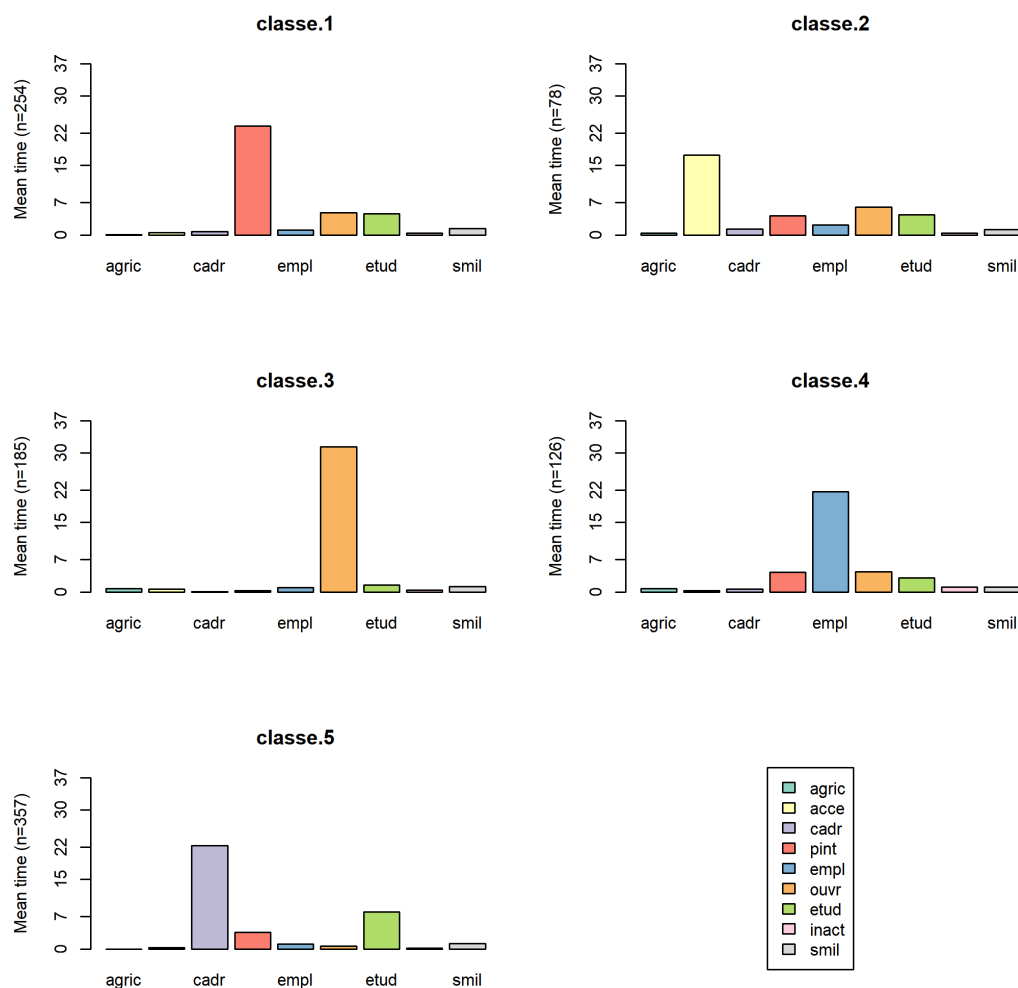 classe.1
Mean time (n=254)
37
30
22
15
7
0
agric cadr empl etud smil
classe.2
Mean time (n=78)
37
30
22
15
7
0
agric cadr empl etud smil
classe.3
Mean time (n=185)
37
30
22
15
7
0
agric cadr empl etud smil
classe.4
Mean time (n=126)
37
30
22
15
7
0
agric cadr empl etud smil
classe.5
Mean time (n=357)
37
30
22
15
7
0
agric cadr empl etud smil
agric
acce
cadr
pint
empl
ouvr
etud
inact
smil